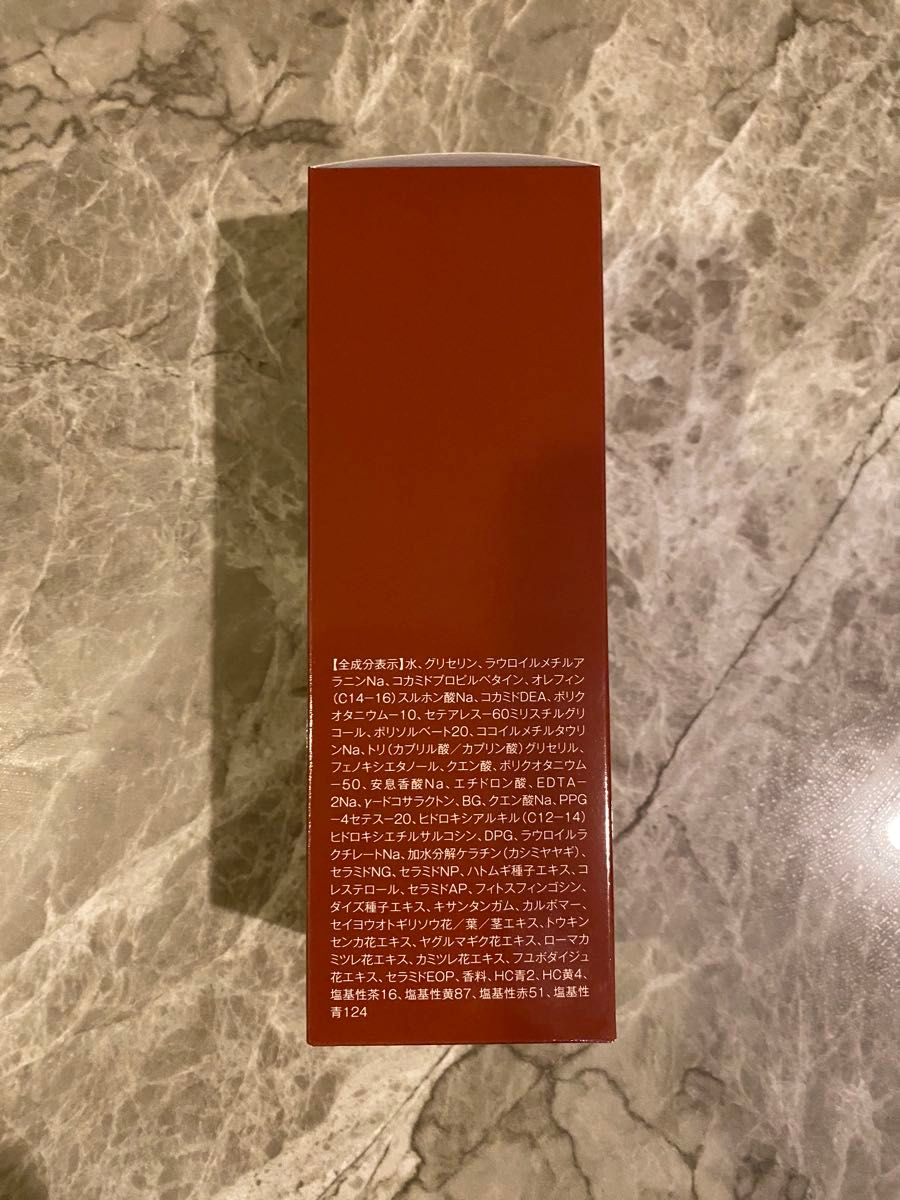 【全成分表示】水、グリセリン、ラウロイルメチルア
ラニンNa、コカミドプロピルベタイン、オレフィン
(C14-16)スルホン酸Na、コカミドDEA、ポリク
オタニウム-10、セテアレス-60ミリスチルグリ
コール、ポリソルベート20、ココイルメチルタウリ
ンNa、トリ(カプリル酸／カプリン酸)グリセリル、
フェノキシエタノール、クエン酸、ポリクオタニウム
-50、安息香酸Na、エチドロン酸、EDTA-
2Na、γ-ドコサラクトン、BG、クエン酸Na、PPG
-4セテス-20、ヒドロキシアルキル(C12-14)
ヒドロキシエチルサルコシン、DPG、ラウロイルラ
クチレートNa、加水分解ケラチン(カシミヤヤギ)、
セラミドNG、セラミドNP、ハトムギ種子エキス、コ
レステロール、セラミドAP、フィトスフィンゴシン、
ダイズ種子エキス、キサンタンガム、カルボマー、
セイヨウオトギリソウ花／葉／茎エキス、トウキン
センカ花エキス、ヤグルマギク花エキス、ローマカ
ミツレ花エキス、カミツレ花エキス、フユボダイジュ
花エキス、セラミドEOP、香料、HC青2、HC黄4、
塩基性茶16、塩基性黄87、塩基性赤51、塩基性
青124